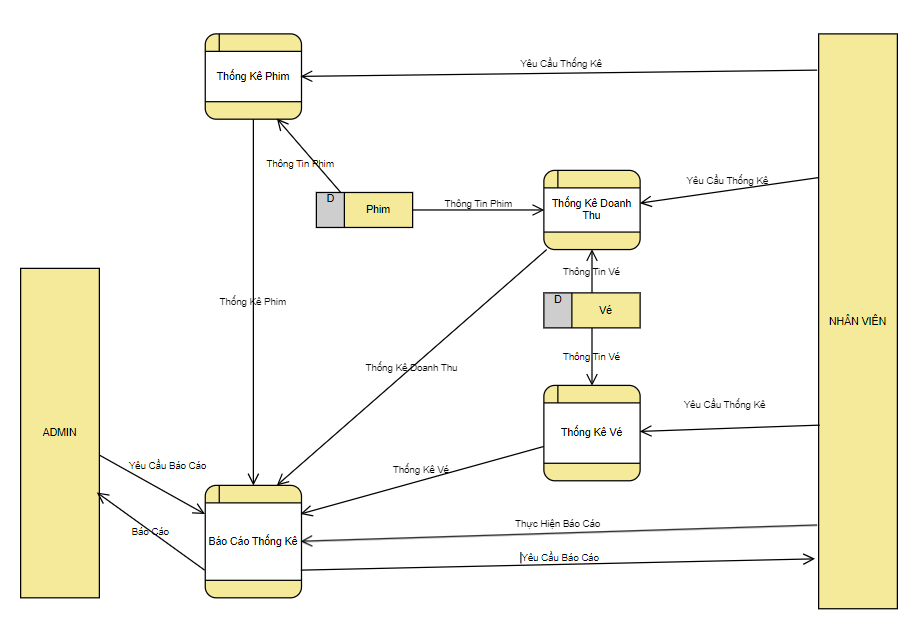 Yêu Cầu Thống Kê
Thống Kê Phim
Thông Tin Phim
Yêu Cầu Thống Kê
D
Phim
Thông Tin Phim
Thống Kê Doanh
Thu
Thông Tin Vé
Thống Kê Phim
D
Vé
NHÂN VIÊN
Thông Tin Vé
Thống Kê Doanh Thu
Yêu Cầu Thống Kê
ADMIN
Thống Kê Vé
Yêu Cầu Báo Cáo
Thống Kê Vé
Thực Hiện Báo Cáo
Báo Cáo
Báo Cáo Thống Kê
Yêu Cầu Báo Cáo